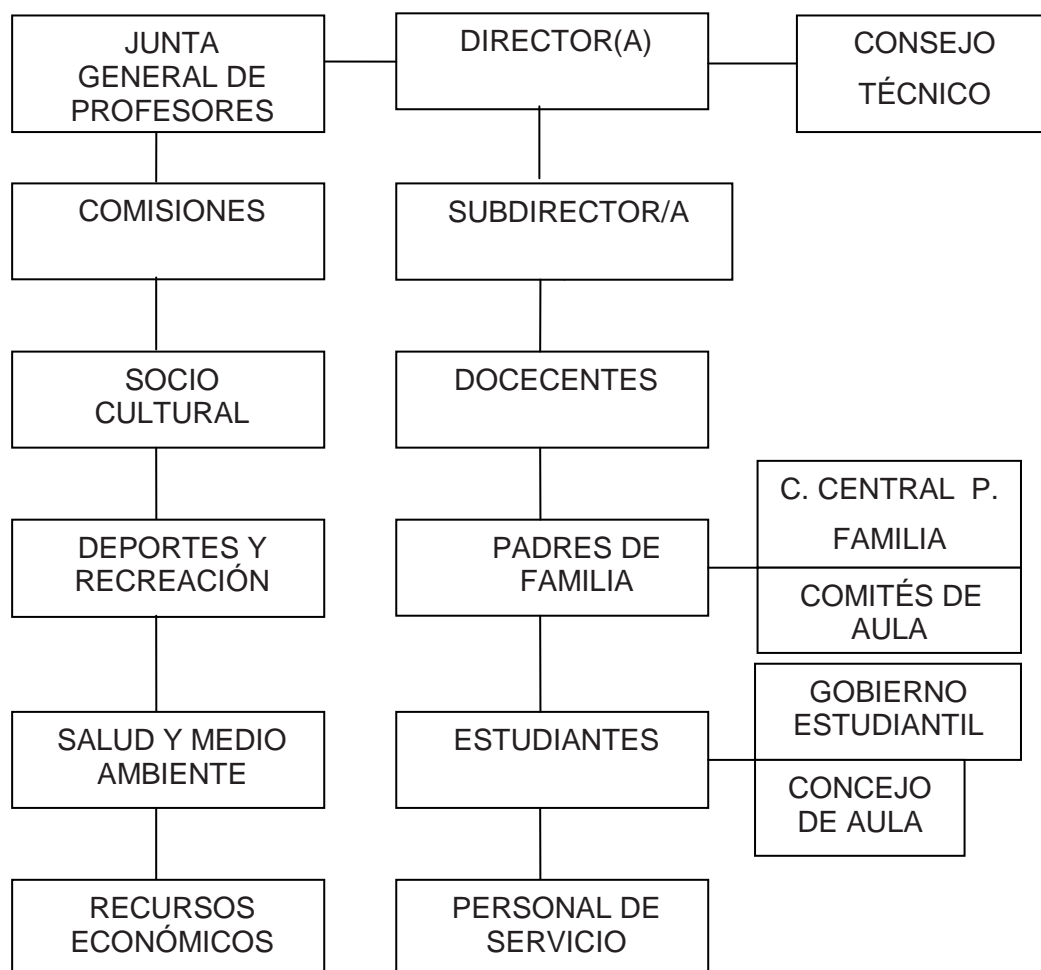 JUNTA
GENERAL DE
PROFESORES
DIRECTOR(A)
CONSEJO
TÉCNICO
COMISIONES
SUBDIRECTOR/A
SOCIO
CULTURAL
DOCECENTES
DEPORTES Y
RECREACIÓN
PADRES DE
FAMILIA
C. CENTRAL P.
FAMILIA
COMITÉS DE
AULA
SALUD Y MEDIO
AMBIENTE
ESTUDIANTES
GOBIERNO
ESTUDIANTIL
CONCEJO
DE AULA
RECURSOS
ECONÓMICOS
PERSONAL DE
SERVICIO